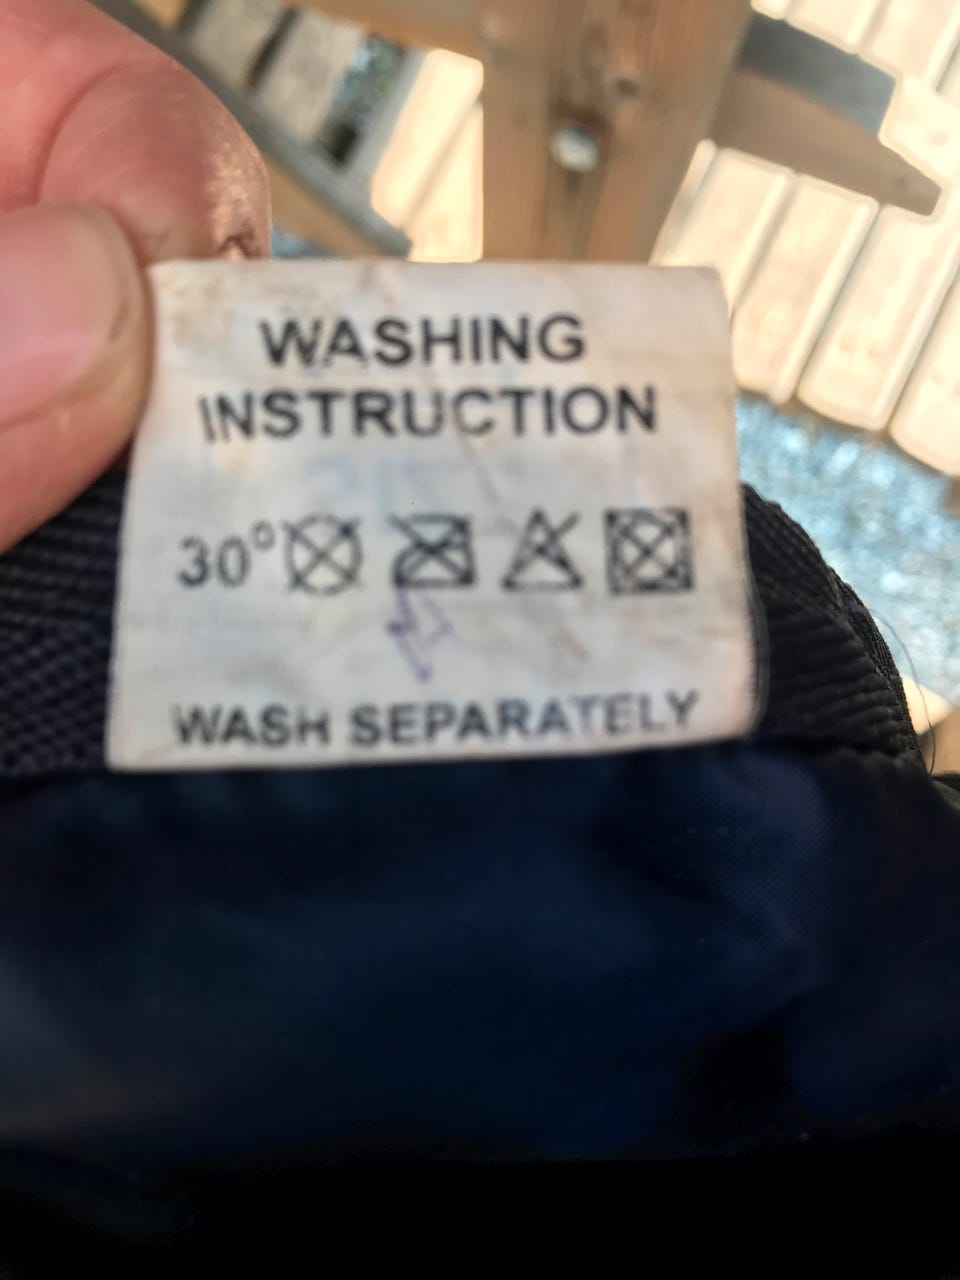 WASHING
INSTRUCTION
30°
WASH SEPARATELY